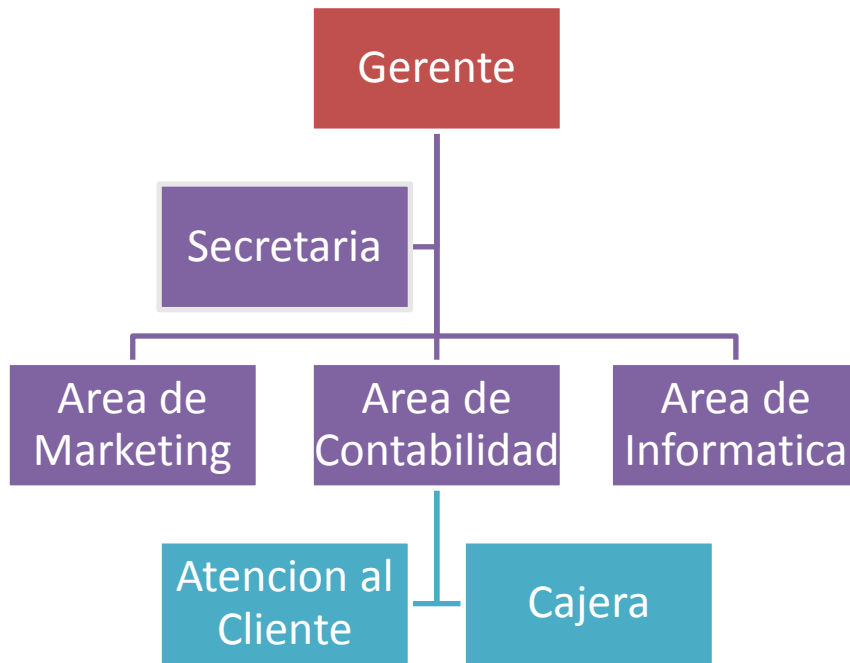 Gerente
Secretaria
Area de
Marketing
Area de
Contabilidad
Area de
Informatica
Atencion al
Cliente
Cajera